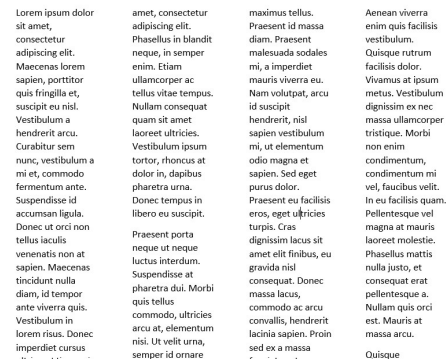 Lorem ipsum dolor
sit amet,
consectetur
adipiscing elit.
Maecenas lorem
sapien, porttitor
quis fringilla et,
suscipit eu nisl.
Vestibulum a
hendrerit arcu.
Curabitur sem
nunc, vestibulum a
mi et, commodo
fermentum ante.
Suspendisse id
accumsan ligula.
Donec ut orci non
tellus iaculis
venenatis non at
sapien. Maecenas
tincidunt nulla
diam, id tempor
ante viverra quis.
Vestibulum in
lorem risus. Donec
imperdiet cursus
amet, consectetur
adipiscing elit.
Phasellus in blandit
neque, in semper
enim. Etiam
ullamcorper ac
tellus vitae tempus.
Nullam consequat
quam sit amet
laoreet ultricies.
Vestibulum ipsum
tortor, rhoncus at
dolor in, dapibus
pharetra urna.
Donec tempus in
libero eu suscipit.
Praesent porta
neque ut neque
luctus interdum.
Suspendisse at
pharetra dui. Morbi
quis tellus
commodo, ultricies
arcu at, elementum
nisi. Ut velit urna,
semper id ornare
maximus tellus.
Praesent id massa
diam. Praesent
malesuada sodales
mi, a imperdiet
mauris viverra eu.
Nam volutpat, arcu
id suscipit
hendrerit, nisl
sapien vestibulum
mi, ut elementum
odio magna et
sapien. Sed eget
purus dolor.
Praesent eu facilisis
eros, eget ultricies
turpis. Cras
dignissim lacus sit
amet elit finibus, eu
gravida nisl
consequat. Donec
massa lacus,
commodo ac arcu
convallis, hendrerit
lacinia sapien. Proin
sed ex a massa
Aenean viverra
enim quis facilisis
vestibulum.
Quisque rutrum
facilisis dolor.
Vivamus at ipsum
metus. Vestibulum
dignissim ex nec
massa ullamcorper
tristique. Morbi
non enim
condimentum,
condimentum mi
vel, faucibus velit.
In eu facilisis quam.
Pellentesque vel
magna at mauris
laoreet molestie.
Phasellus mattis
nulla justo, et
consequat erat
pellentesque a.
Nullam quis orci
est. Mauris at
massa arcu.
Quisque